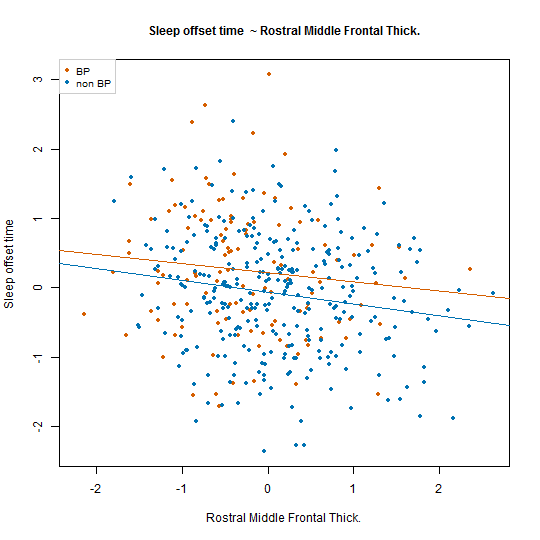 Sleep offset time ~ Rostral Middle Frontal Thick.
BP
non BP
3
2
1
0
-1
-2
Sleep offset time
-2 -1 0 1 2
Rostral Middle Frontal Thick.